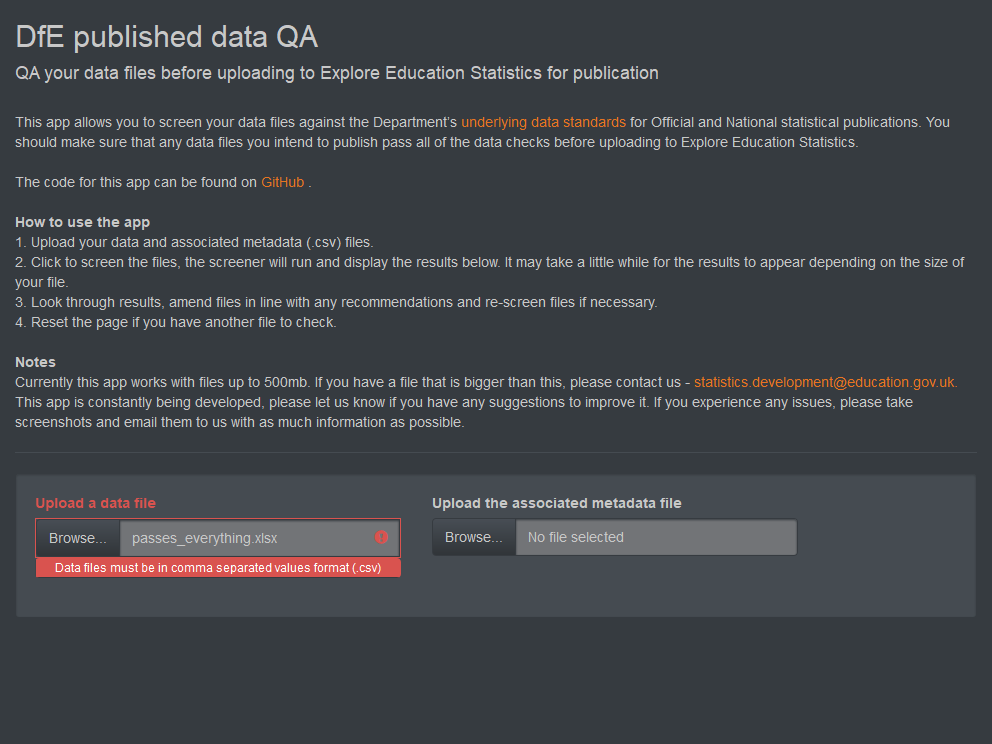 DfE published data QA
QA your data files before uploading to Explore Education Statistics for publication
This app allows you to screen your data files against the Department's underlying data standards for Official and National statistical publications. You
should make sure that any data files you intend to publish pass all of the data checks before uploading to Explore Education Statistics.
The code for this app can be found on GitHub .
How to use the app
1. Upload your data and associated metadata (.csv) files.
2. Click to screen the files, the screener will run and display the results below. It may take a little while for the results to appear depending on the size of
your file.
3. Look through results, amend files in line with any recommendations and re-screen files if necessary.
4. Reset the page if you have another file to check.
Notes
Currently this app works with files up to 500mb. If you have a file that is bigger than this, please contact us - statistics.development@education.gov.uk.
This app is constantly being developed, please let us know if you have any suggestions to improve it. If you experience any issues, please take
screenshots and email them to us with as much information as possible.
Upload a data file
Browse... passes_everything.xlsx
Data files must be in comma separated values format (.csv)
Upload the associated metadata file
Browse... No file selected